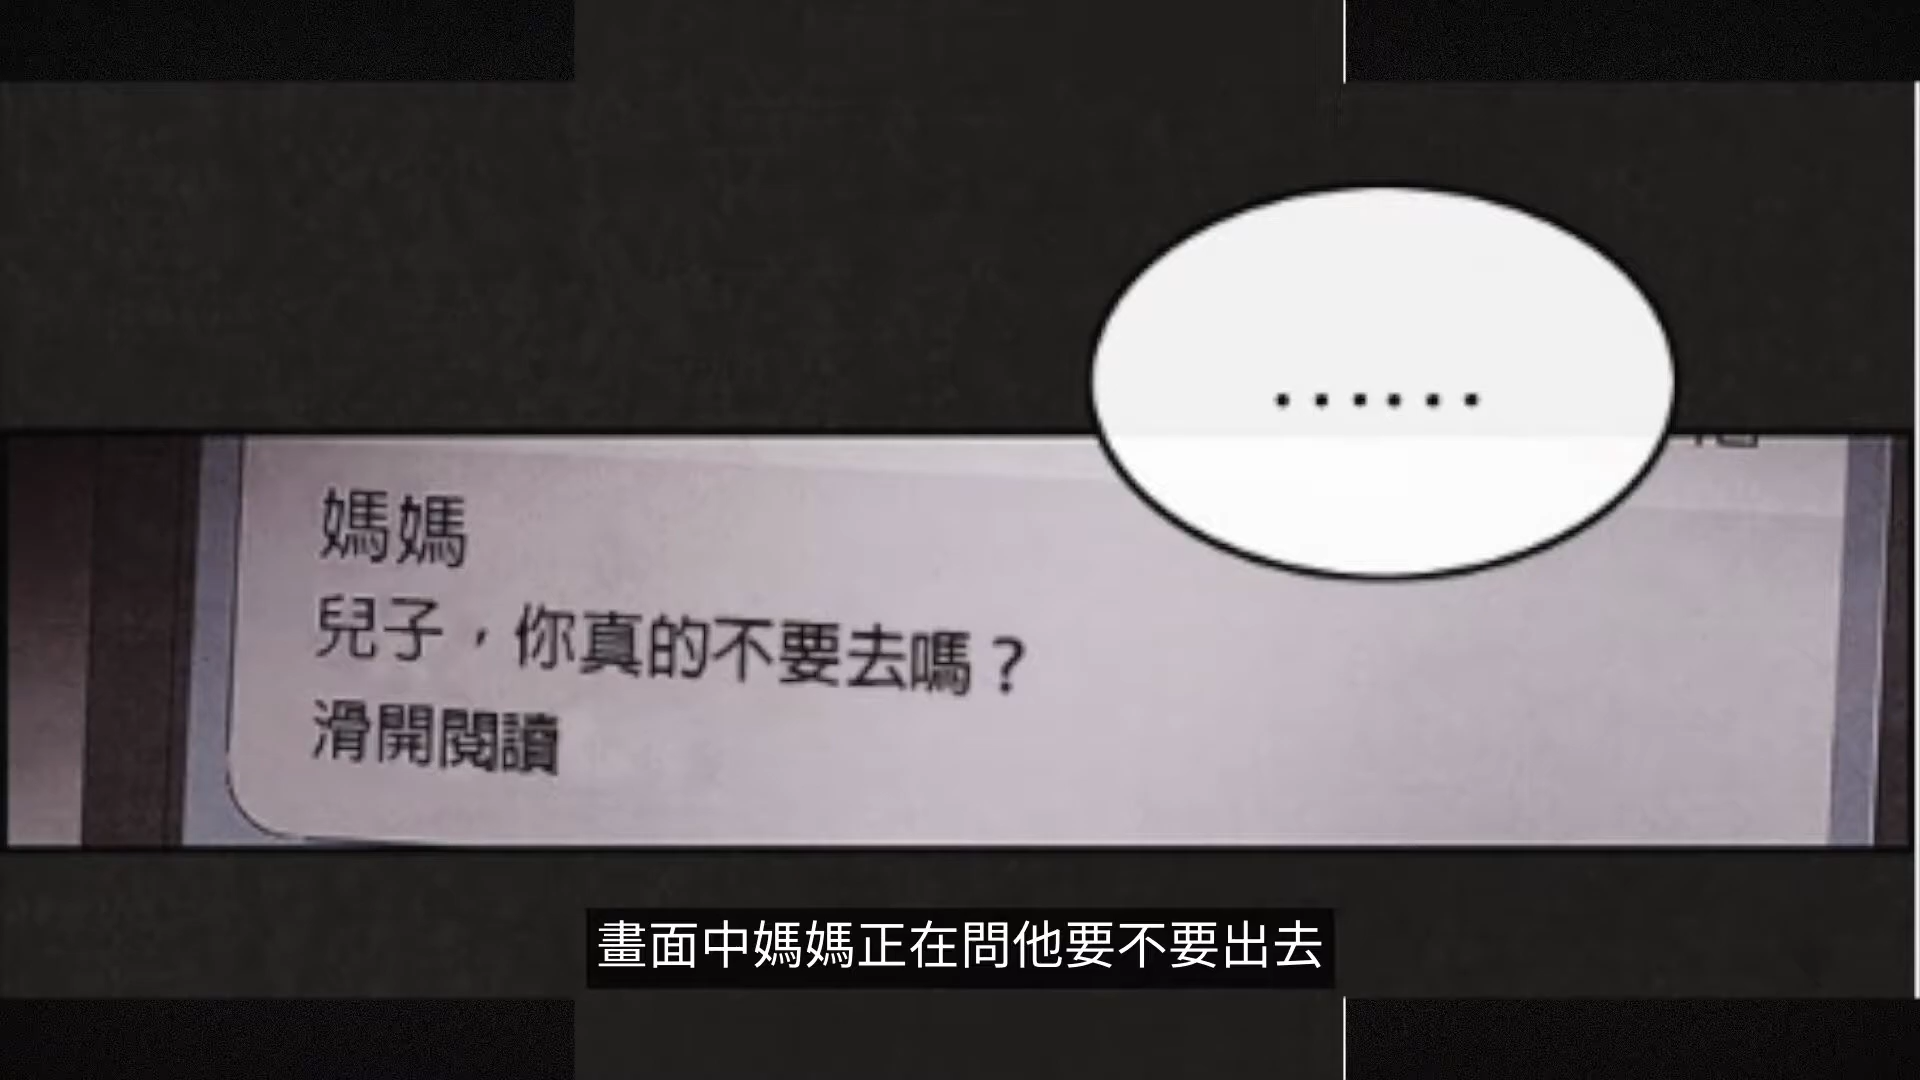 ......
媽媽
兒子，你真的不要去嗎？
滑開閱讀
畫面中媽媽正在問他要不要出去